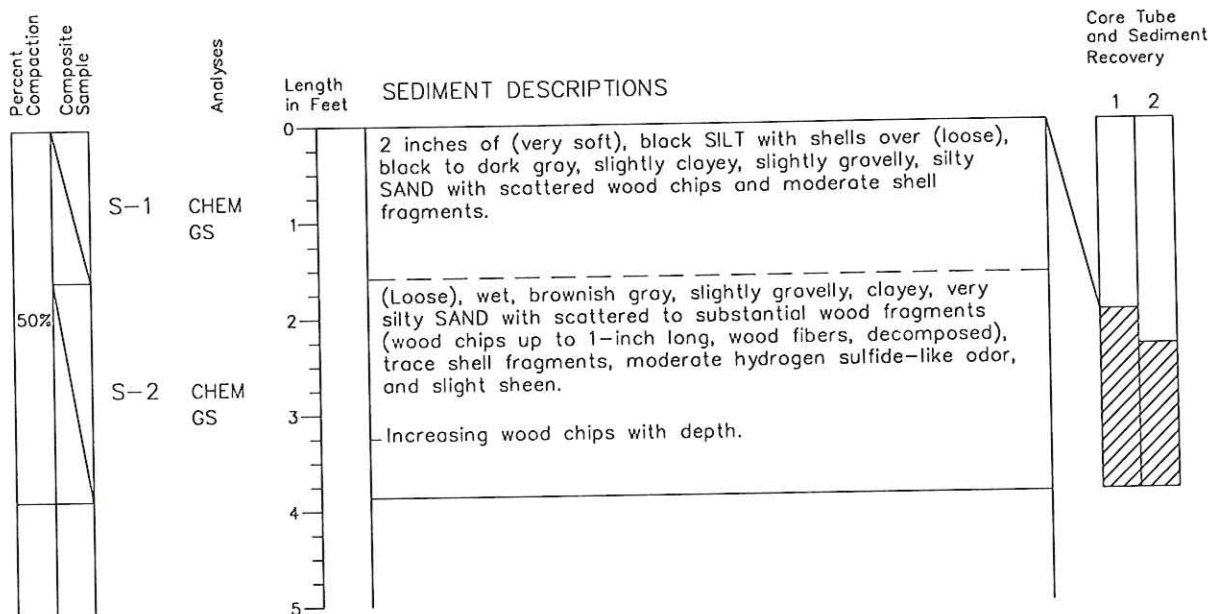 Percent
Compaction
Composite
Sample
Analyses
Length
in Feet
SEDIMENT DESCRIPTIONS
Core Tube
and Sediment
Recovery
1 2
0
2 inches of (very soft), black SILT with shells over (loose),
black to dark gray, slightly clayey, slightly gravelly, silty
SAND with scattered wood chips and moderate shell
fragments.
S-1 CHEM
GS
1
(Loose), wet, brownish gray, slightly gravelly, clayey, very
silty SAND with scattered to substantial wood fragments
(wood chips up to 1-inch long, wood fibers, decomposed),
trace shell fragments, moderate hydrogen sulfide-like odor,
and slight sheen.
50%
2
S-2 CHEM
GS
3
Increasing wood chips with depth.
4
5